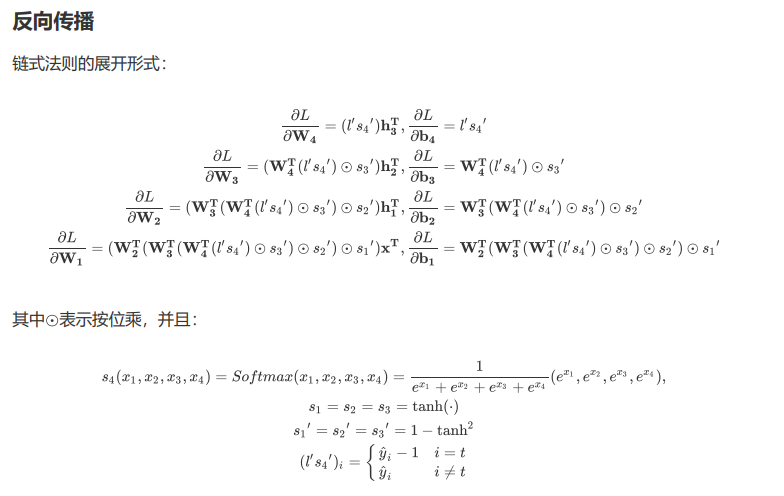 反向传播
链式法则的展开形式：
$\frac{\partial L}{\partial \mathbf{W_4}} = (l's_4')\mathbf{h_3^T}, \frac{\partial L}{\partial \mathbf{b_4}} = l's_4'$
$\frac{\partial L}{\partial \mathbf{W_3}} = (\mathbf{W_4^T}(l's_4') \odot s_3')\mathbf{h_2^T}, \frac{\partial L}{\partial \mathbf{b_3}} = \mathbf{W_4^T}(l's_4') \odot s_3'$
$\frac{\partial L}{\partial \mathbf{W_2}} = (\mathbf{W_3^T}(\mathbf{W_4^T}(l's_4') \odot s_3') \odot s_2')\mathbf{h_1^T}, \frac{\partial L}{\partial \mathbf{b_2}} = \mathbf{W_3^T}(\mathbf{W_4^T}(l's_4') \odot s_3') \odot s_2'$
$\frac{\partial L}{\partial \mathbf{W_1}} = (\mathbf{W_2^T}(\mathbf{W_3^T}(\mathbf{W_4^T}(l's_4') \odot s_3') \odot s_2') \odot s_1')\mathbf{x^T}, \frac{\partial L}{\partial \mathbf{b_1}} = \mathbf{W_2^T}(\mathbf{W_3^T}(\mathbf{W_4^T}(l's_4') \odot s_3') \odot s_2') \odot s_1'$
其中⊙表示按位乘，并且：
$s_4(x_1, x_2, x_3, x_4) = Softmax(x_1, x_2, x_3, x_4) = \frac{1}{e^{x_1} + e^{x_2} + e^{x_3} + e^{x_4}}(e^{x_1}, e^{x_2}, e^{x_3}, e^{x_4}),$
$s_1 = s_2 = s_3 = \tanh(\cdot)$
$s_1' = s_2' = s_3' = 1 - \tanh^2$
$(l's_4')_i = \begin{cases} \hat{y}_i - 1 & i = t \\ \hat{y}_i & i \neq t \end{cases}$